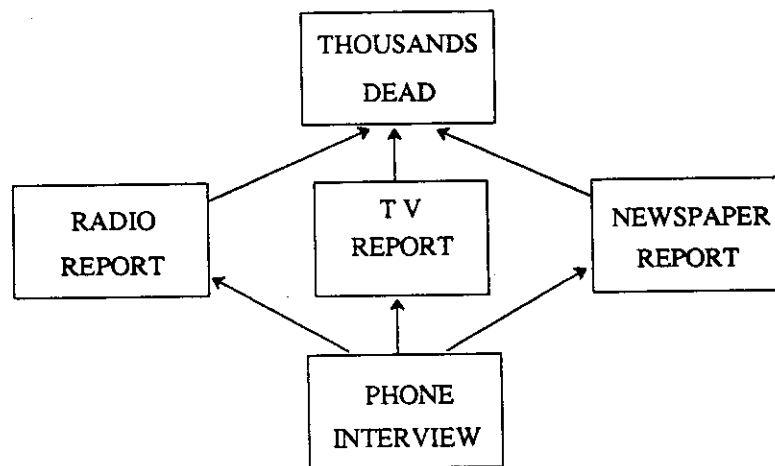 THOUSANDS
DEAD
RADIO
REPORT
T V
REPORT
NEWSPAPER
REPORT
PHONE
INTERVIEW